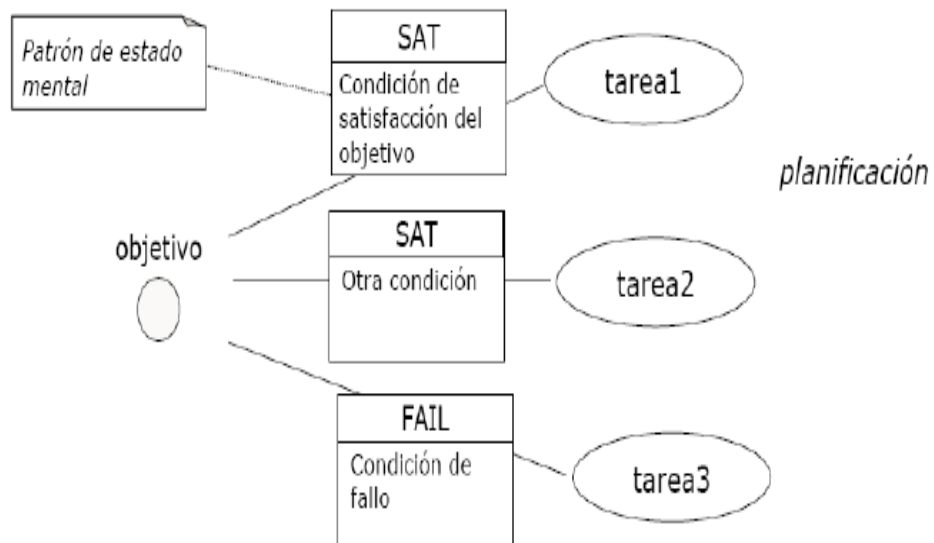 Patrón de estado
mental
SAT
Condición de
satisfacción del
objetivo
tarea1
planificación
objetivo
SAT
Otra condición
tarea2
FAIL
Condición de
fallo
tarea3